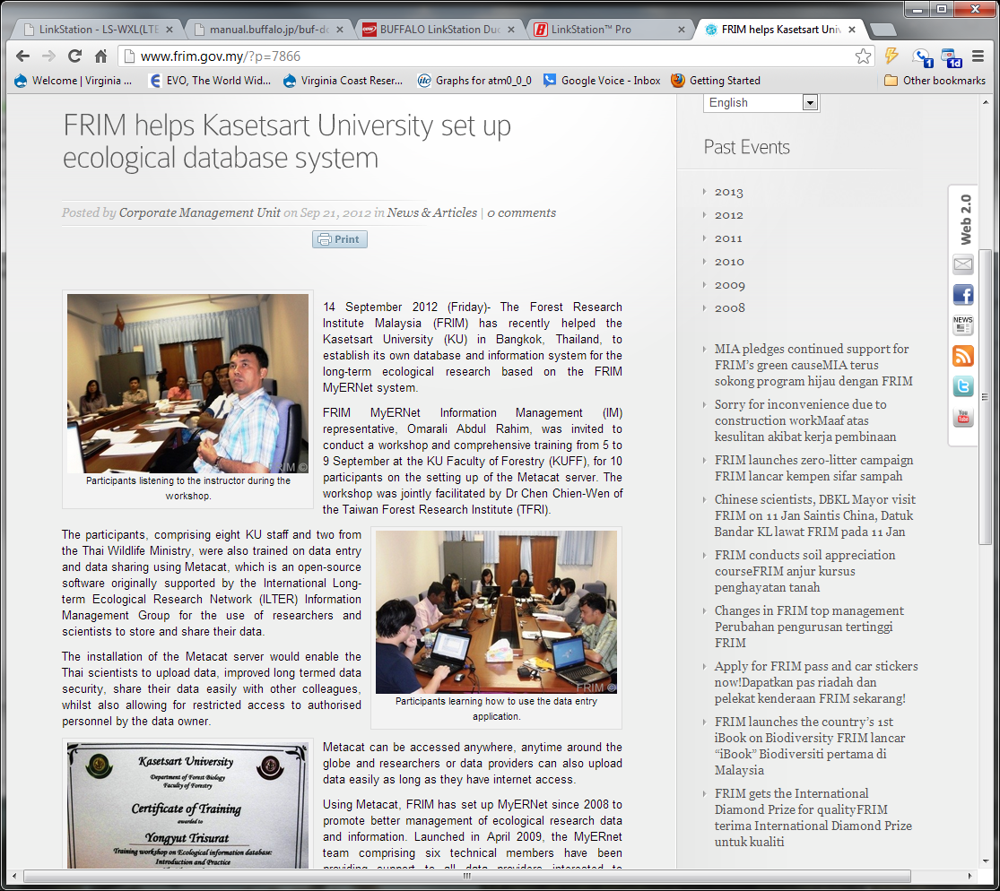 LinkStation - LS-WXL(LTE
manual.buffalo.jp/buf-do
BUFFALO LinkStation Duo
LinkStation™ Pro
FRIM helps Kasetsart Univ
www.frim.gov.my/?p=7866
Welcome | Virginia ...
EVO, The World Wid...
Virginia Coast Reser...
Graphs for atm0_0_0
Google Voice - Inbox
Getting Started
Other bookmarks
FRIM helps Kasetsart University set up
ecological database system
Posted by Corporate Management Unit on Sep 21, 2012 in News & Articles | 0 comments
Print
FRIM ©
Participants listening to the instructor during the
workshop.
14 September 2012 (Friday)- The Forest Research
Institute Malaysia (FRIM) has recently helped the
Kasetsart University (KU) in Bangkok, Thailand, to
establish its own database and information system for the
long-term ecological research based on the FRIM
MyERNet system.
FRIM MyERNet Information Management (IM)
representative, Omarali Abdul Rahim, was invited to
conduct a workshop and comprehensive training from 5 to
9 September at the KU Faculty of Forestry (KUFF), for 10
participants on the setting up of the Metacat server. The
workshop was jointly facilitated by Dr Chen Chien-Wen of
the Taiwan Forest Research Institute (TFRI).
The participants, comprising eight KU staff and two from
the Thai Wildlife Ministry, were also trained on data entry
and data sharing using Metacat, which is an open-source
software originally supported by the International Long-
term Ecological Research Network (ILTER) Information
Management Group for the use of researchers and
scientists to store and share their data.
The installation of the Metacat server would enable the
Thai scientists to upload data, improved long termed data
security, share their data easily with other colleagues,
whilst also allowing for restricted access to authorised
personnel by the data owner.
FRIM ©
Participants learning how to use the data entry
application.
Kasetsart University
Department of Forest Biology
Faculty of Forestry
Certificate of Training
awarded to
Yongyut Trisurat
Training workshop on Ecological information database:
Introduction and Practice
Metacat can be accessed anywhere, anytime around the
globe and researchers or data providers can also upload
data easily as long as they have internet access.
Using Metacat, FRIM has set up MyERNet since 2008 to
promote better management of ecological research data
and information. Launched in April 2009, the MyERnet
team comprising six technical members have been
providing support to all data providers interested to
English
Past Events
2013
2012
2011
2010
2009
2008
MIA pledges continued support for
FRIM's green causeMIA terus
sokong program hijau dengan FRIM
Sorry for inconvenience due to
construction workMaaf atas
kesulitan akibat kerja pembinaan
FRIM launches zero-litter campaign
FRIM lancar kempen sifar sampah
Chinese scientists, DBKL Mayor visit
FRIM on 11 Jan Saintis China, Datuk
Bandar KL lawat FRIM pada 11 Jan
FRIM conducts soil appreciation
courseFRIM anjur kursus
penghayatan tanah
Changes in FRIM top management
Perubahan pengurusan tertinggi
FRIM
Apply for FRIM pass and car stickers
now!Dapatkan pas riadah dan
pelekat kenderaan FRIM sekarang!
FRIM launches the country's 1st
iBook on Biodiversity FRIM lancar
“iBook” Biodiversiti pertama di
Malaysia
FRIM gets the International
Diamond Prize for qualityFRIM
terima International Diamond Prize
untuk kualiti
Web 2.0
NEWS
You
Tube